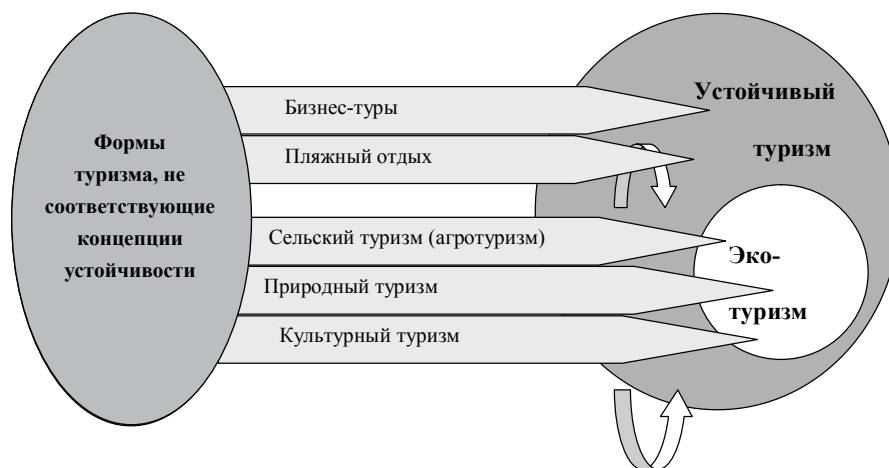 Формы
туризма, не
соответствующие
концепции
устойчивости
Бизнес-туры
Пляжный отдых
Сельский туризм (агротуризм)
Природный туризм
Культурный туризм
Устойчивый
туризм
Эко-
туризм